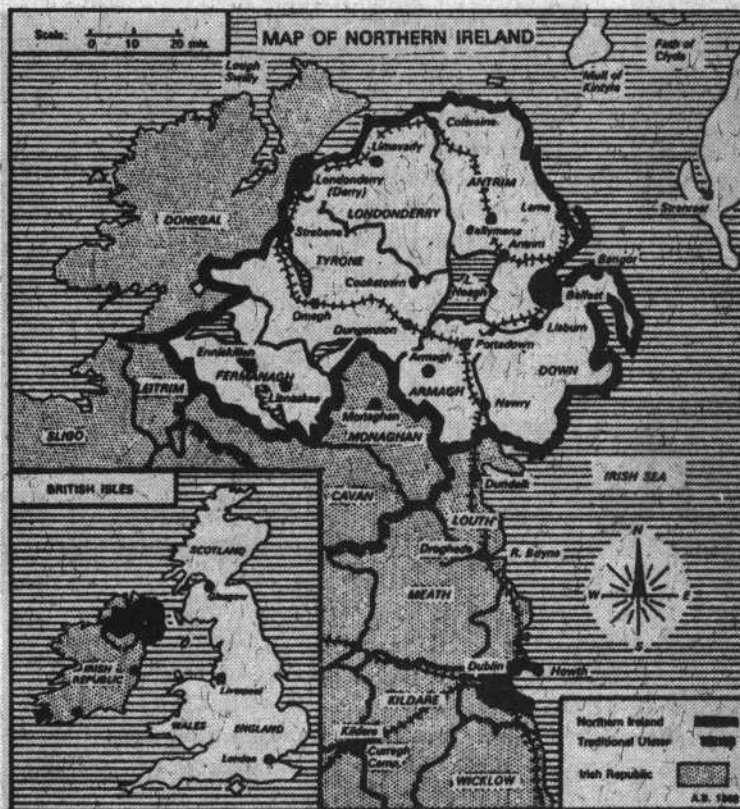 Scale:
0 10 20 mls.
MAP OF NORTHERN IRELAND
Lough
Swilly
Mull of
Kintyre
Firth of
Clyde
Coleraine
Limavady
Londonderry
(Derry)
LONDONDERRY
ANTRIM
Larne
Stranraer
DONEGAL
Ballymena
Strabane
Antrim
TYRONE
Bangor
Cookstown
L.
Neagh
Belfast
Omagh
Lisburn
Dungannon
Portadown
Enniskillen
Armagh
FERMANAGH
DOWN
LEITRIM
Lisnaskea
ARMAGH
Newry
Monaghan
MONAGHAN
SLIGO
Dundalk
IRISH SEA
BRITISH ISLES
CAVAN
LOUTH
SCOTLAND
Drogheda
R. Boyne
N
Glasgow
MEATH
W E
S
IRISH
REPUBLIC
Dublin
Howth
Liverpool
KILDARE
WALES
ENGLAND
Northern Ireland
Traditional Ulster
Kildare
Curragh
Camp
London
Irish Republic
WICKLOW